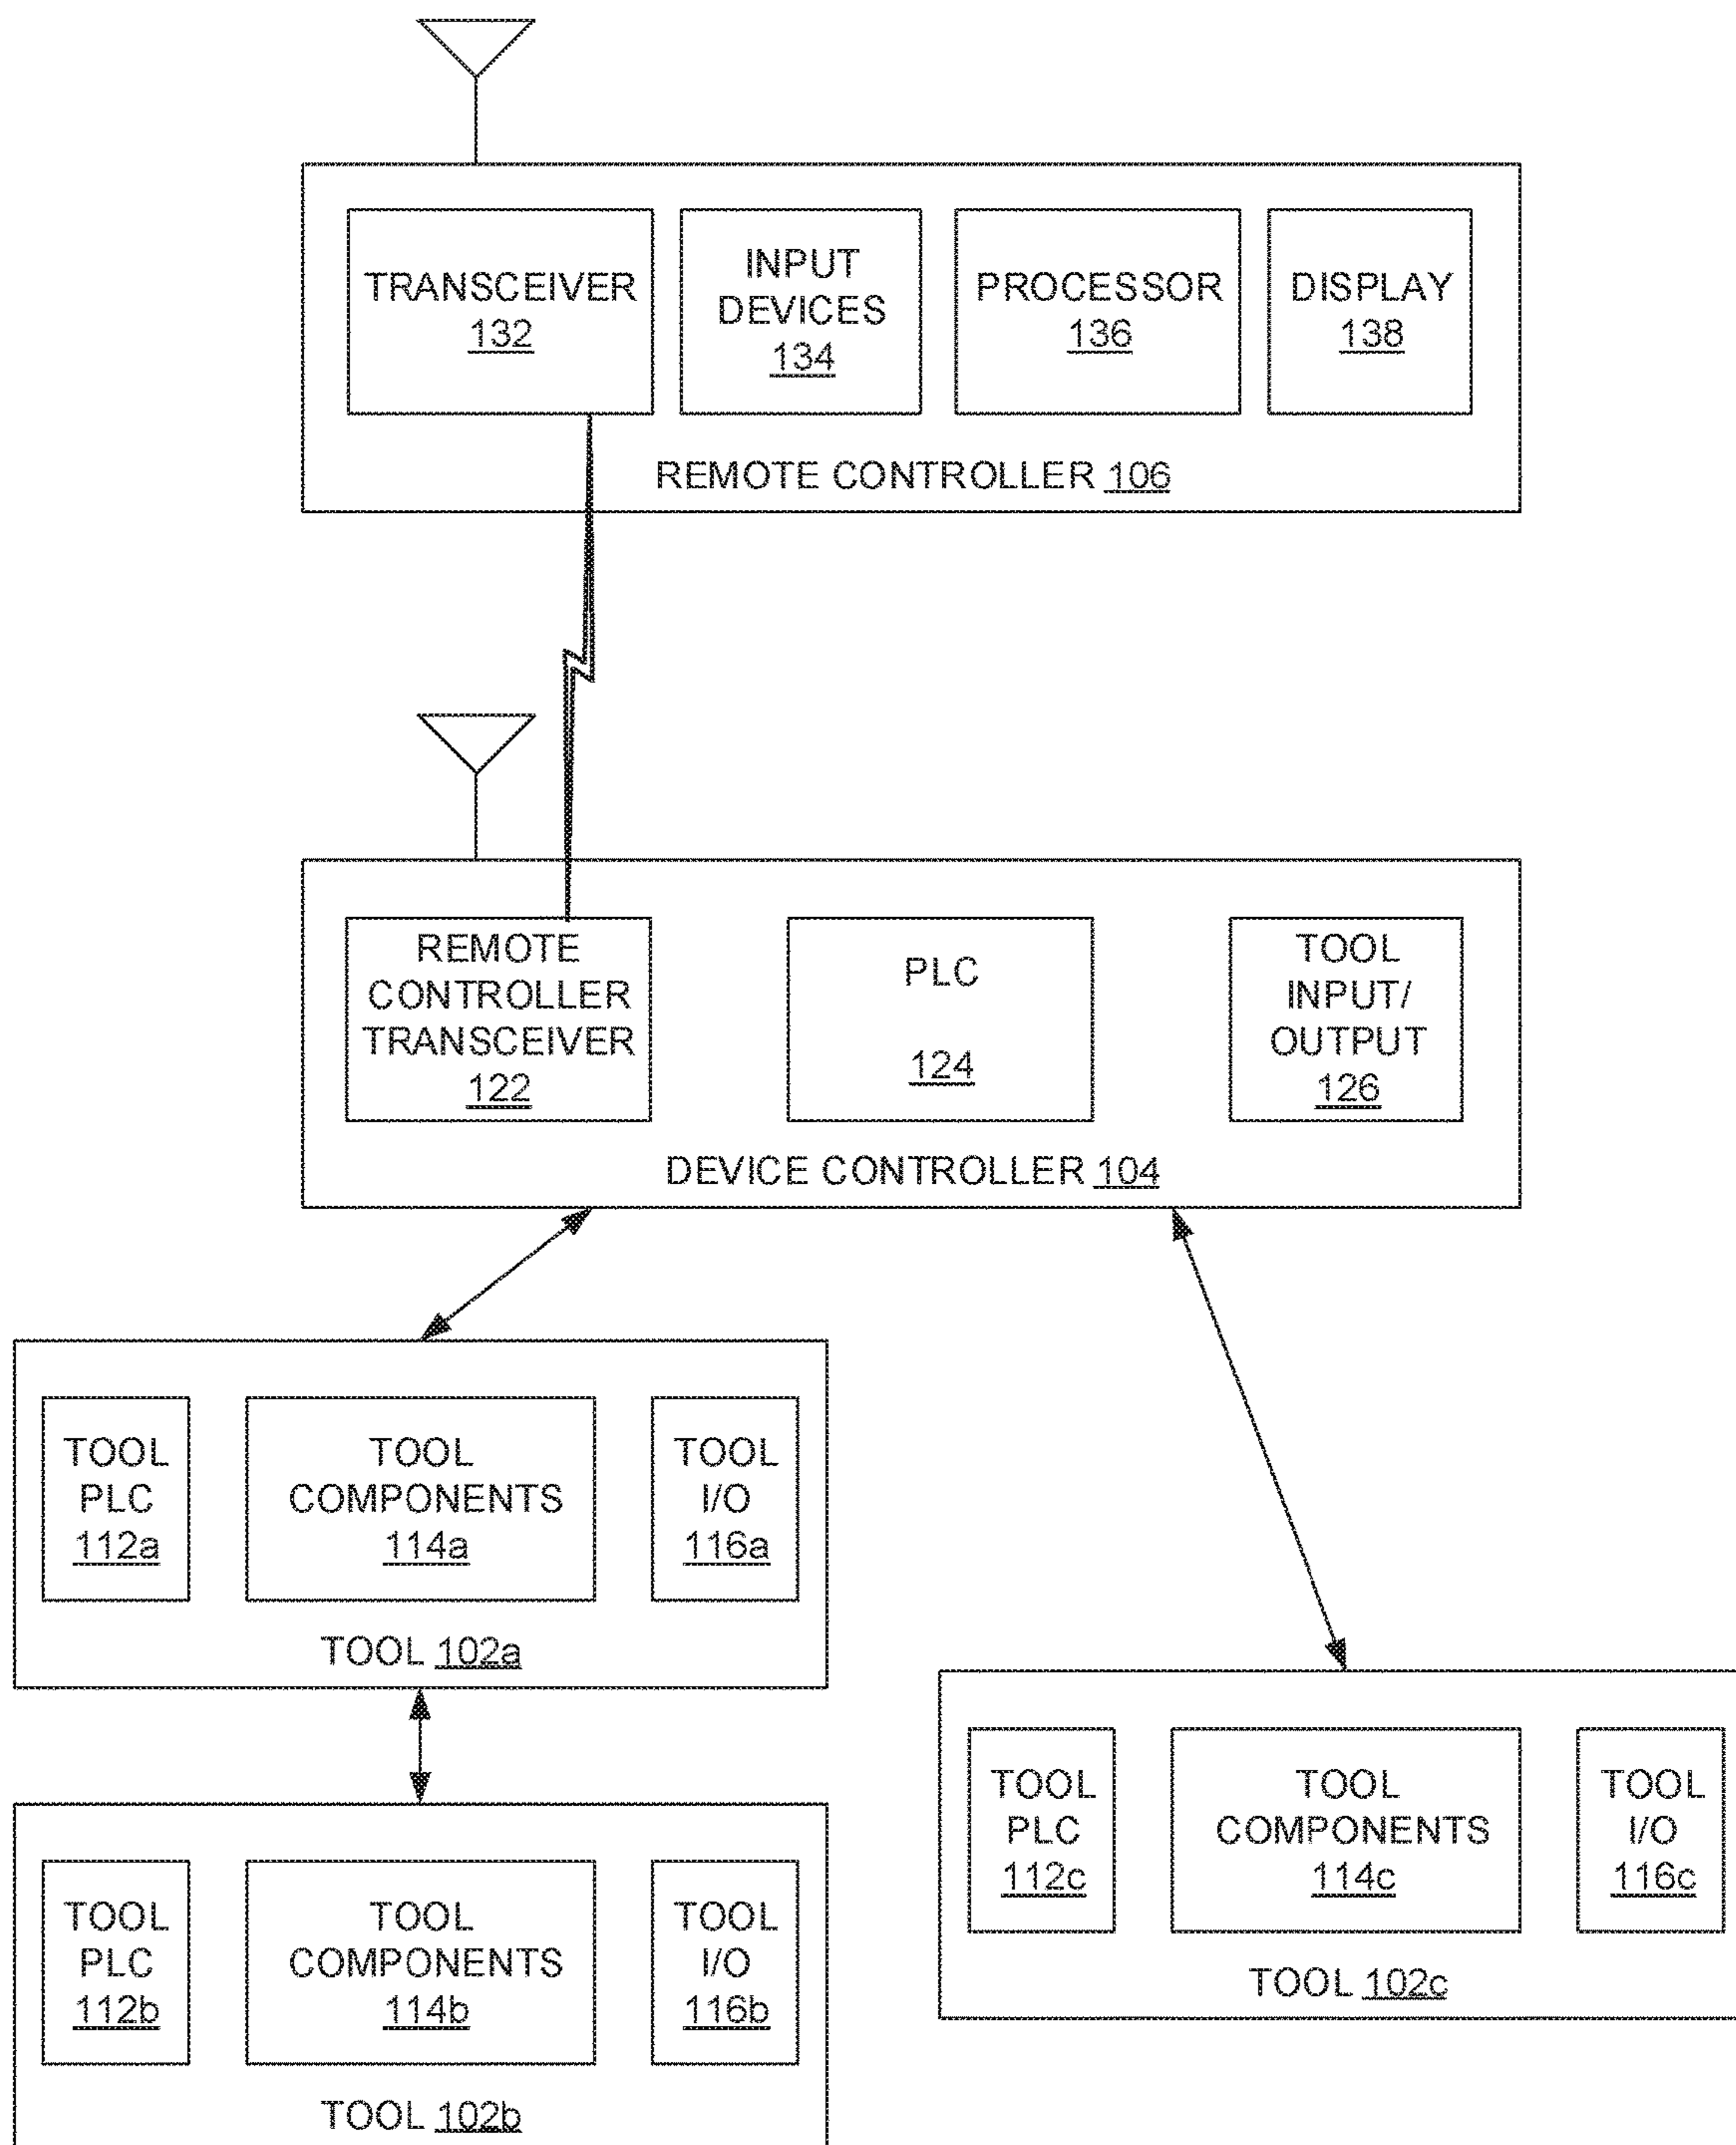 TRANSCEIVER
132
INPUT
DEVICES
134
PROCESSOR
136
DISPLAY
138
REMOTE CONTROLLER 106
REMOTE
CONTROLLER
TRANSCEIVER
122
PLC
124
TOOL
INPUT/
OUTPUT
126
DEVICE CONTROLLER 104
TOOL
PLC
112a
TOOL
COMPONENTS
114a
TOOL
I/O
116a
TOOL 102a
TOOL
PLC
112b
TOOL
COMPONENTS
114b
TOOL
I/O
116b
TOOL 102b
TOOL
PLC
112c
TOOL
COMPONENTS
114c
TOOL
I/O
116c
TOOL 102c